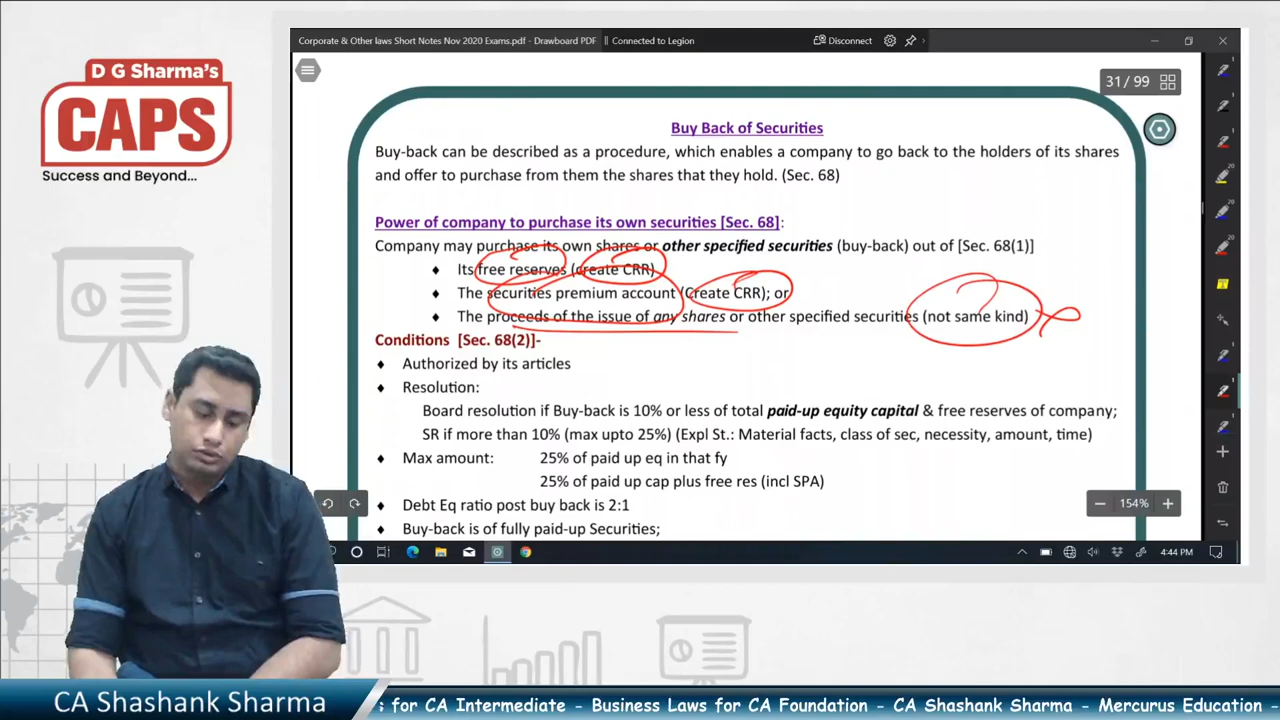 D G Sharma's
CAPS
Success and Beyond...
Corporate & Other laws Short Notes Nov 2020 Exams.pdf - Drawboard PDF
Connected to Legion
Disconnect
31 / 99
Buy Back of Securities
Buy-back can be described as a procedure, which enables a company to go back to the holders of its shares
and offer to purchase from them the shares that they hold. (Sec. 68)
Power of company to purchase its own securities [Sec. 68]:
Company may purchase its own shares or other specified securities (buy-back) out of [Sec. 68(1)]
♦ Its free reserves (create CRR)
♦ The securities premium account (Create CRR); or
♦ The proceeds of the issue of any shares or other specified securities (not same kind)
Conditions [Sec. 68(2)]-
♦ Authorized by its articles
♦ Resolution:
Board resolution if Buy-back is 10% or less of total paid-up equity capital & free reserves of company;
SR if more than 10% (max upto 25%) (Expl St.: Material facts, class of sec, necessity, amount, time)
♦ Max amount: 25% of paid up eq in that fy
25% of paid up cap plus free res (incl SPA)
♦ Debt Eq ratio post buy back is 2:1
♦ Buy-back is of fully paid-up Securities;
154%
4:44 PM
CA Shashank Sharma
for CA Intermediate - Business Laws for CA Foundation - CA Shashank Sharma - Mercurus Education -